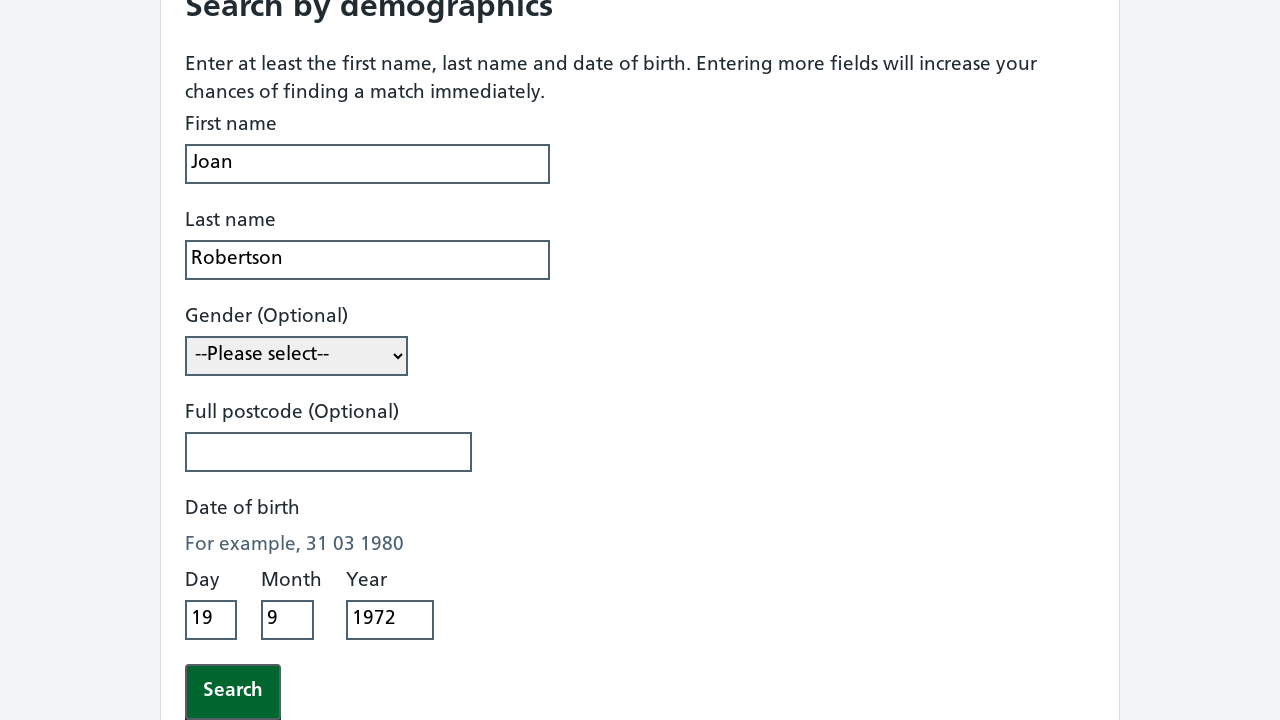 Search by demographics
Enter at least the first name, last name and date of birth. Entering more fields will increase your
chances of finding a match immediately.
First name
Joan
Last name
Robertson
Gender (Optional)
--Please select--
Full postcode (Optional)
Date of birth
For example, 31 03 1980
Day Month Year
19 9 1972
Search